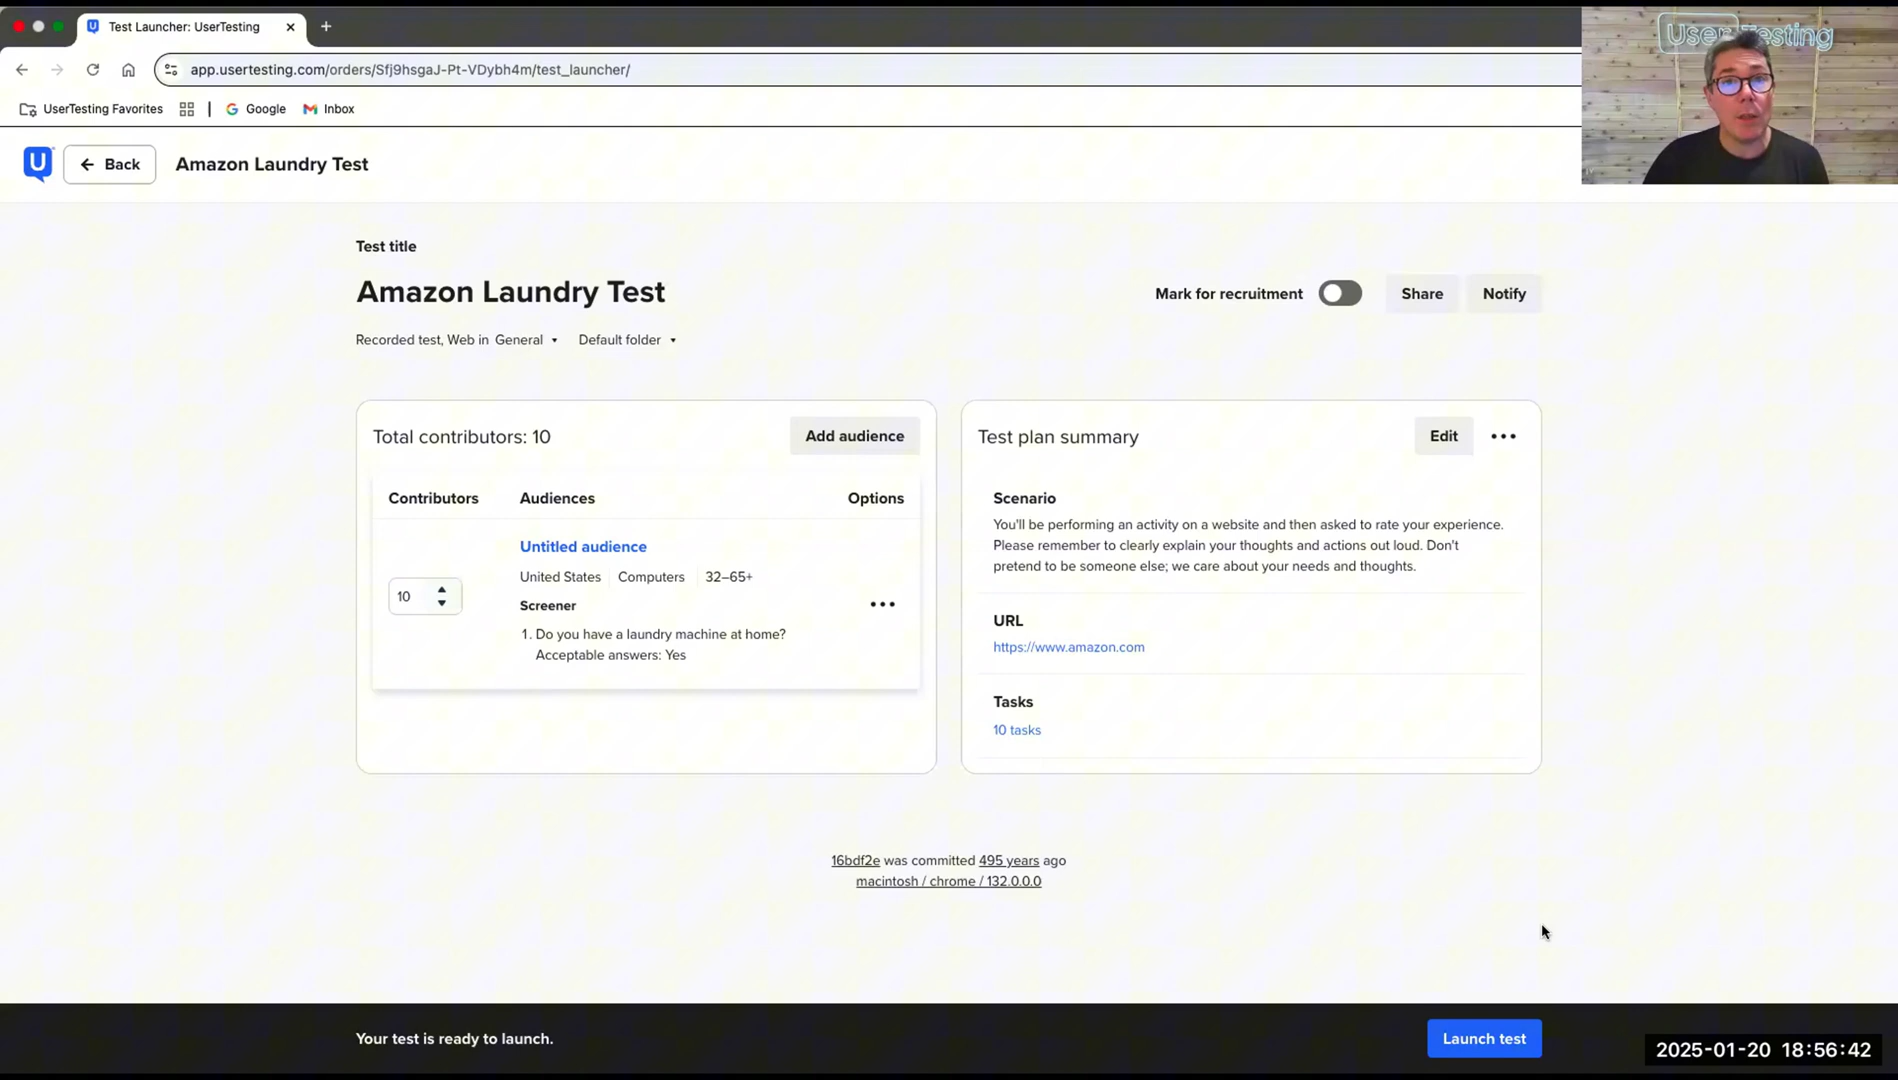 Test Launcher: UserTesting
app.usertesting.com/orders/Sfj9hsgaJ-Pt-VDybh4m/test_launcher/
UserTesting Favorites
Google
Inbox
User Testing
U
Back
Amazon Laundry Test
Test title
Amazon Laundry Test
Mark for recruitment
Share
Notify
Recorded test, Web in General
Default folder
Total contributors: 10
Add audience
Contributors
Audiences
Options
Untitled audience
United States
Computers
32–65+
10
Screener
1. Do you have a laundry machine at home?
Acceptable answers: Yes
Test plan summary
Edit
Scenario
You'll be performing an activity on a website and then asked to rate your experience.
Please remember to clearly explain your thoughts and actions out loud. Don't
pretend to be someone else; we care about your needs and thoughts.
URL
https://www.amazon.com
Tasks
10 tasks
16bdf2e was committed 495 years ago
macintosh / chrome / 132.0.0.0
Your test is ready to launch.
Launch test
2025-01-20 18:56:42